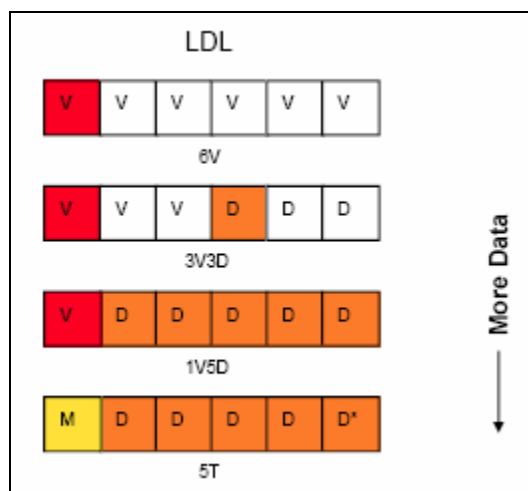 LDL
V V V V V V
6V
V V V D D D
3V3D
V D D D D D
1V5D
M D D D D D*
5T
More Data